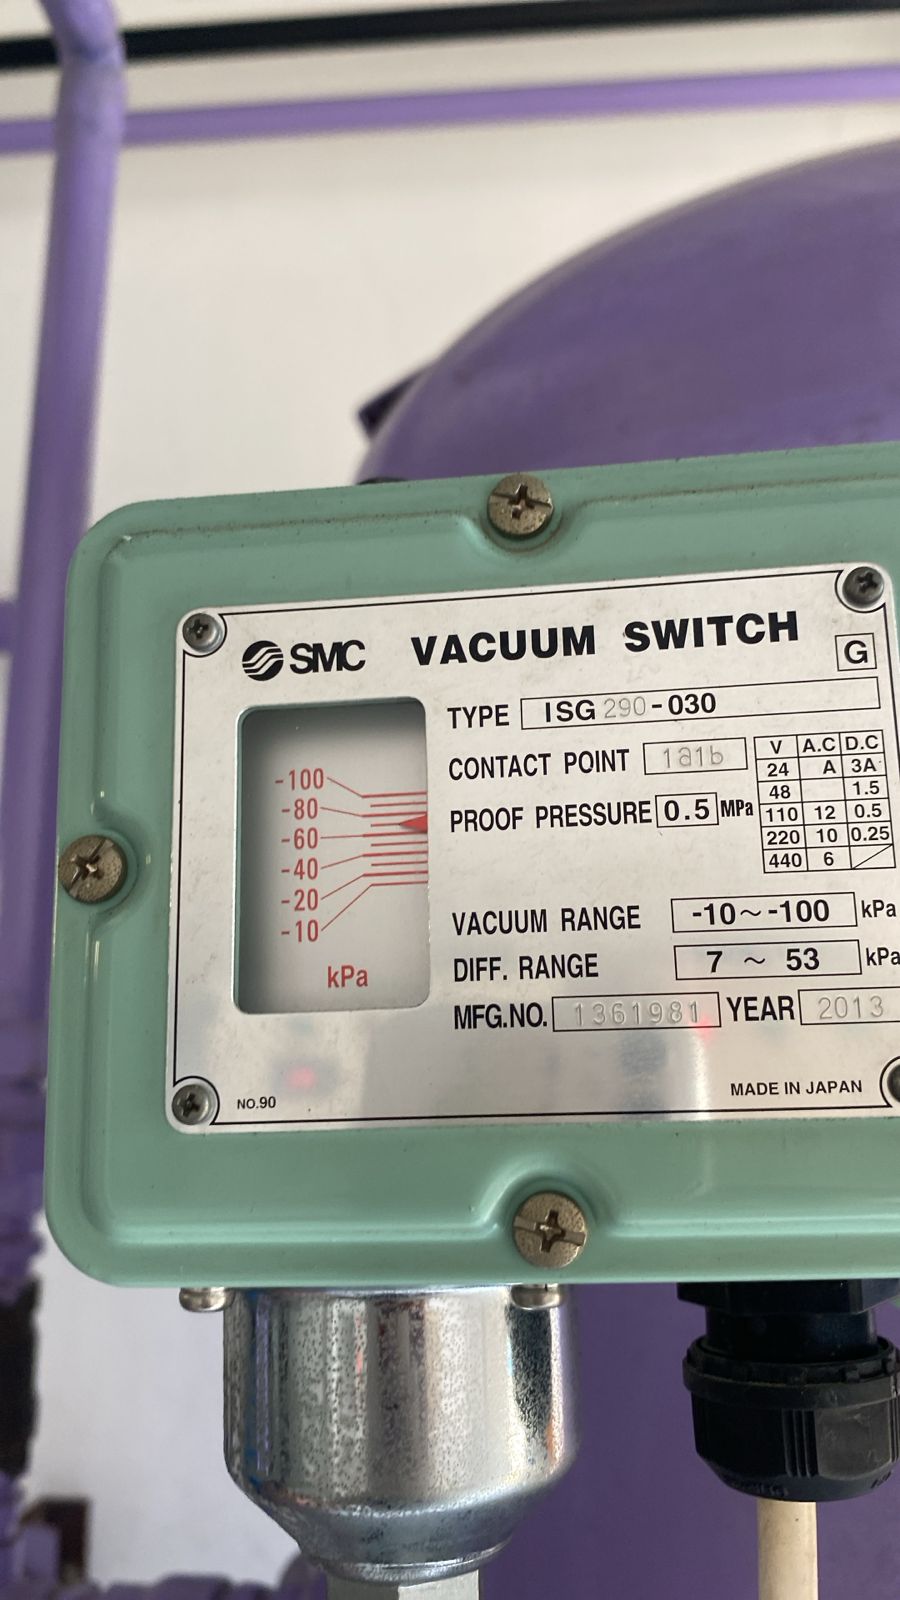 SMC VACUUM SWITCH
G
TYPE ISG 290-030
CONTACT POINT 1a1b
PROOF PRESSURE 0.5 MPa
V A.C D.C
24 A 3A
48 1.5
110 12 0.5
220 10 0.25
440 6
-100
-80
-60
-40
-20
-10
kPa
VACUUM RANGE -10~-100 kPa
DIFF. RANGE 7 ~ 53 kPa
MFG.NO. 1361981 YEAR 2013
NO.90
MADE IN JAPAN